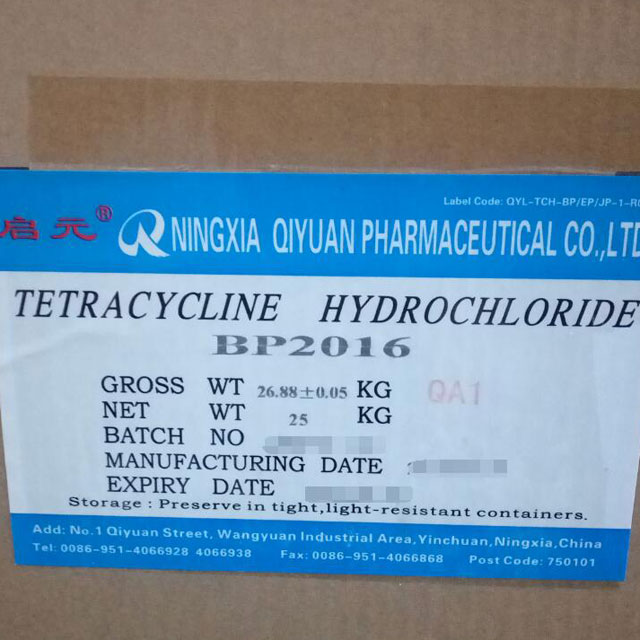 Label Code: QYL-TCH-BP/EP/JP-1-
启元® NINGXIA QIYUAN PHARMACEUTICAL CO.,LTD
TETRACYCLINE HYDROCHLORIDE
BP2016
GROSS WT 26.88±0.05 KG QA1
NET WT 25 KG
BATCH NO
MANUFACTURING DATE
EXPIRY DATE
Storage : Preserve in tight,light-resistant containers.
Add: No.1 Qiyuan Street, Wangyuan Industrial Area,Yinchuan,Ningxia,China
Tel: 0086-951-4066928 4066938 Fax: 0086-951-4066868 Post Code: 750101